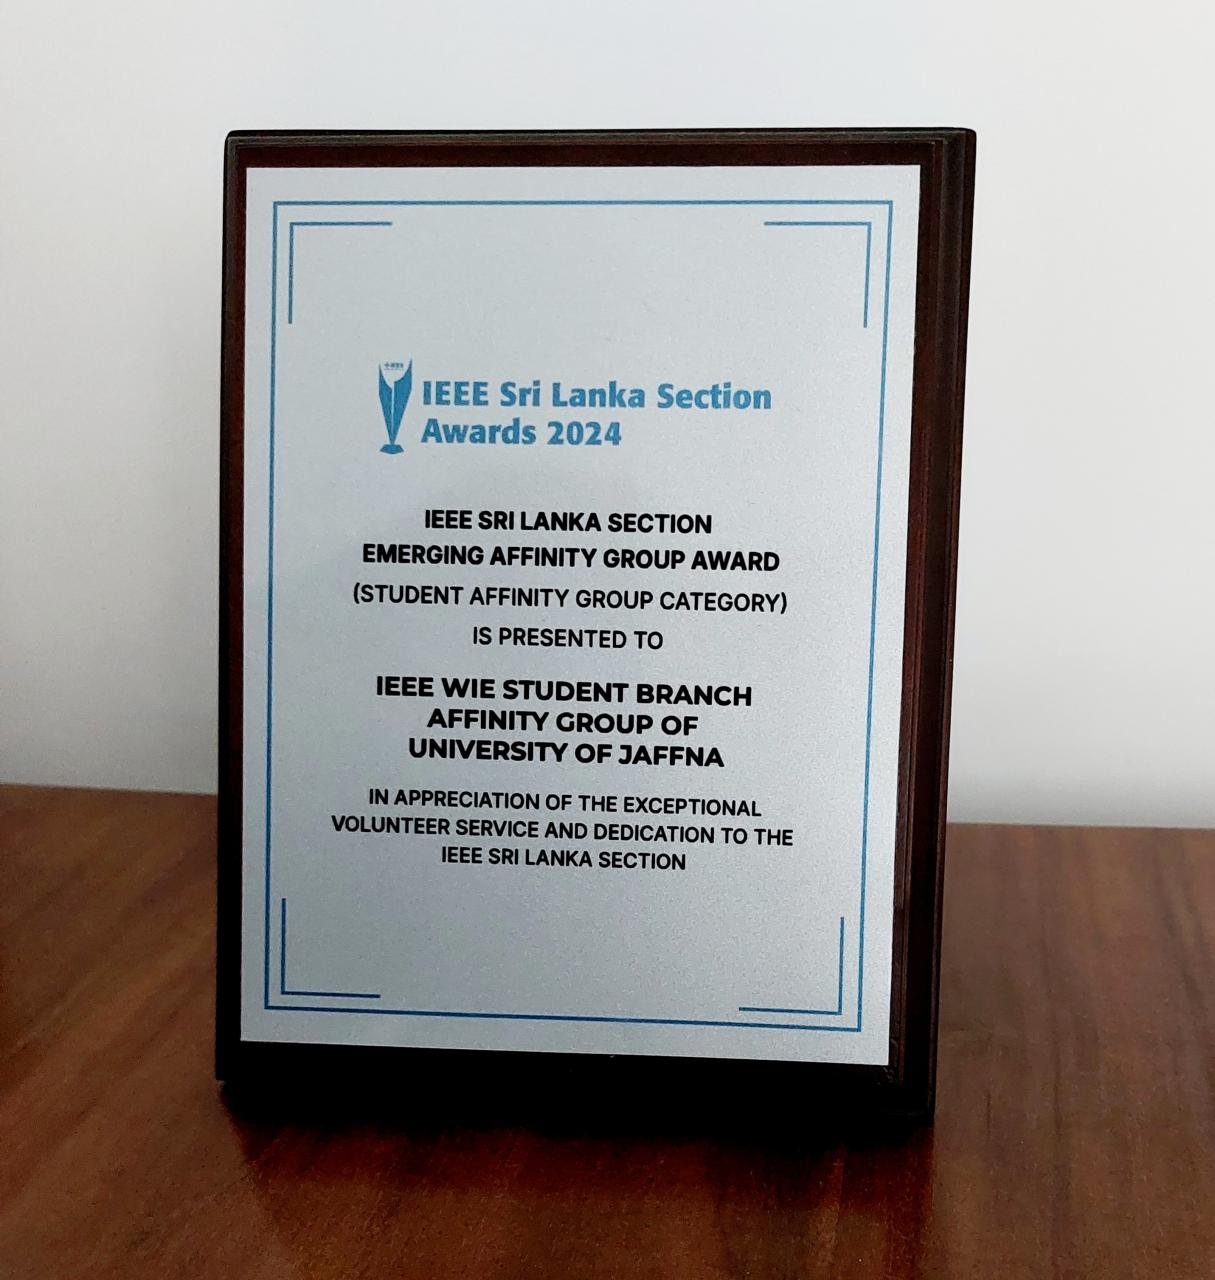 IEEE Sri Lanka Section
Awards 2024
IEEE SRI LANKA SECTION
EMERGING AFFINITY GROUP AWARD
(STUDENT AFFINITY GROUP CATEGORY)
IS PRESENTED TO
IEEE WIE STUDENT BRANCH
AFFINITY GROUP OF
UNIVERSITY OF JAFFNA
IN APPRECIATION OF THE EXCEPTIONAL
VOLUNTEER SERVICE AND DEDICATION TO THE
IEEE SRI LANKA SECTION